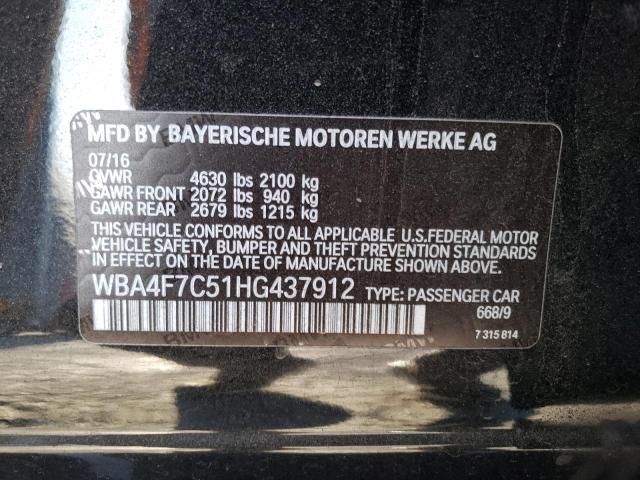 MFD BY BAYERISCHE MOTOREN WERKE AG
07/16
GVWR 4630 lbs 2100 kg
GAWR FRONT 2072 lbs 940 kg
GAWR REAR 2679 lbs 1215 kg
THIS VEHICLE CONFORMS TO ALL APPLICABLE U.S.FEDERAL MOTOR
VEHICLE SAFETY, BUMPER AND THEFT PREVENTION STANDARDS
IN EFFECT ON THE DATE OF MANUFACTURE SHOWN ABOVE.
WBA4F7C51HG437912 TYPE: PASSENGER CAR
668/9
7 315 814